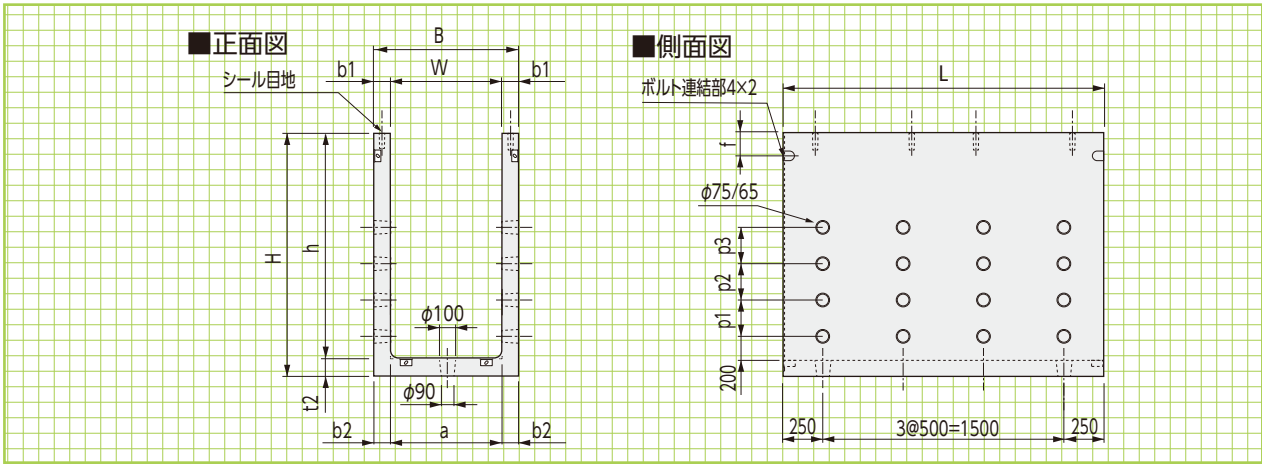 ■正面図
B
b1
W
b1
シール目地
H
h
φ100
φ90
t2
b2
a
b2
■側面図
L
ボルト連結部4×2
f
φ75/65
p3
p2
p1
200
250
3@500=1500
250